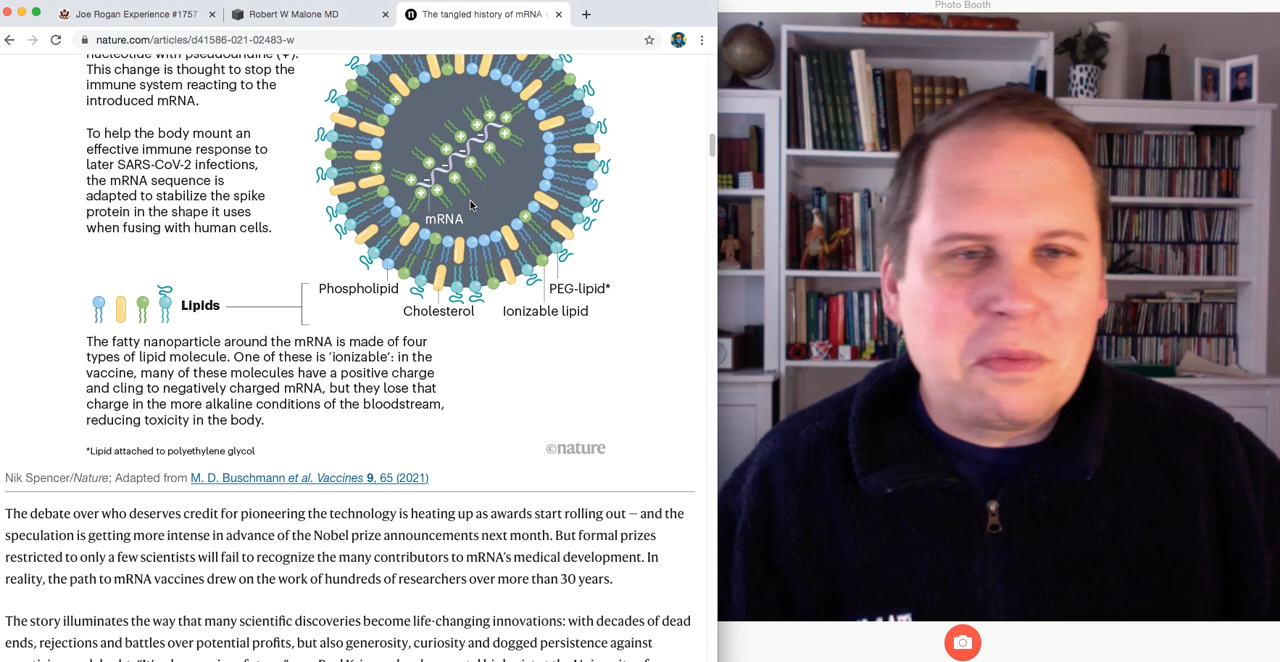 Photo Booth
Joe Rogan Experience #1757
Robert W Malone MD
The tangled history of mRNA
nature.com/articles/d41586-021-02483-w
nucleotide with pseudouridine (Ψ).
This change is thought to stop the
immune system reacting to the
introduced mRNA.
To help the body mount an
effective immune response to
later SARS-CoV-2 infections,
the mRNA sequence is
adapted to stabilize the spike
protein in the shape it uses
when fusing with human cells.
mRNA
Lipids
Phospholipid
PEG-lipid*
Cholesterol
Ionizable lipid
The fatty nanoparticle around the mRNA is made of four
types of lipid molecule. One of these is ‘ionizable’: in the
vaccine, many of these molecules have a positive charge
and cling to negatively charged mRNA, but they lose that
charge in the more alkaline conditions of the bloodstream,
reducing toxicity in the body.
*Lipid attached to polyethylene glycol
©nature
Nik Spencer/Nature; Adapted from M. D. Buschmann et al. Vaccines 9, 65 (2021)
The debate over who deserves credit for pioneering the technology is heating up as awards start rolling out — and the
speculation is getting more intense in advance of the Nobel prize announcements next month. But formal prizes
restricted to only a few scientists will fail to recognize the many contributors to mRNA’s medical development. In
reality, the path to mRNA vaccines drew on the work of hundreds of researchers over more than 30 years.
The story illuminates the way that many scientific discoveries become life-changing innovations: with decades of dead
ends, rejections and battles over potential profits, but also generosity, curiosity and dogged persistence against